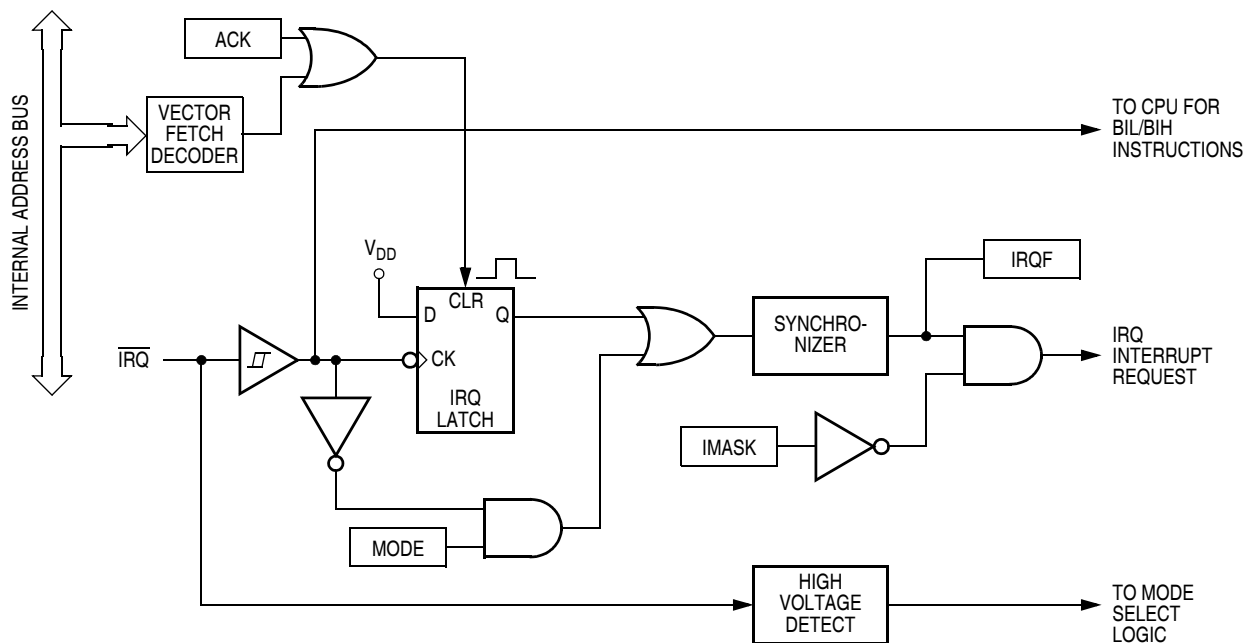 INTERNAL ADDRESS BUS
ACK
VECTOR
FETCH
DECODER
TO CPU FOR
BIL/BIH
INSTRUCTIONS
VDD
CLR
D
Q
CK
IRQ
LATCH
IRQ
SYNCHRO-
NIZER
IRQF
IRQ
INTERRUPT
REQUEST
IMASK
MODE
HIGH
VOLTAGE
DETECT
TO MODE
SELECT
LOGIC